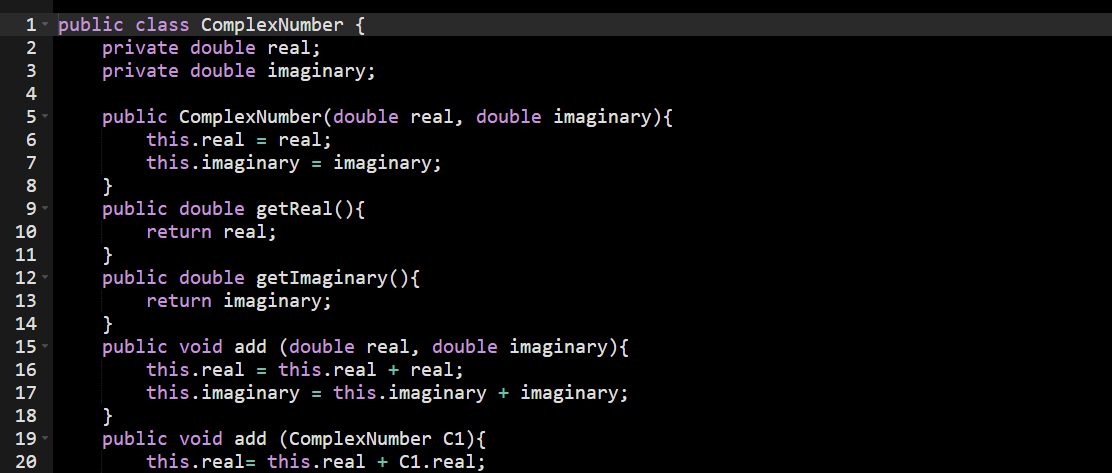 1 public class ComplexNumber {
2     private double real;
3     private double imaginary;
4
5     public ComplexNumber(double real, double imaginary){
6         this.real = real;
7         this.imaginary = imaginary;
8     }
9     public double getReal(){
10         return real;
11     }
12     public double getImaginary(){
13         return imaginary;
14     }
15     public void add (double real, double imaginary){
16         this.real = this.real + real;
17         this.imaginary = this.imaginary + imaginary;
18     }
19     public void add (ComplexNumber C1){
20         this.real= this.real + C1.real;